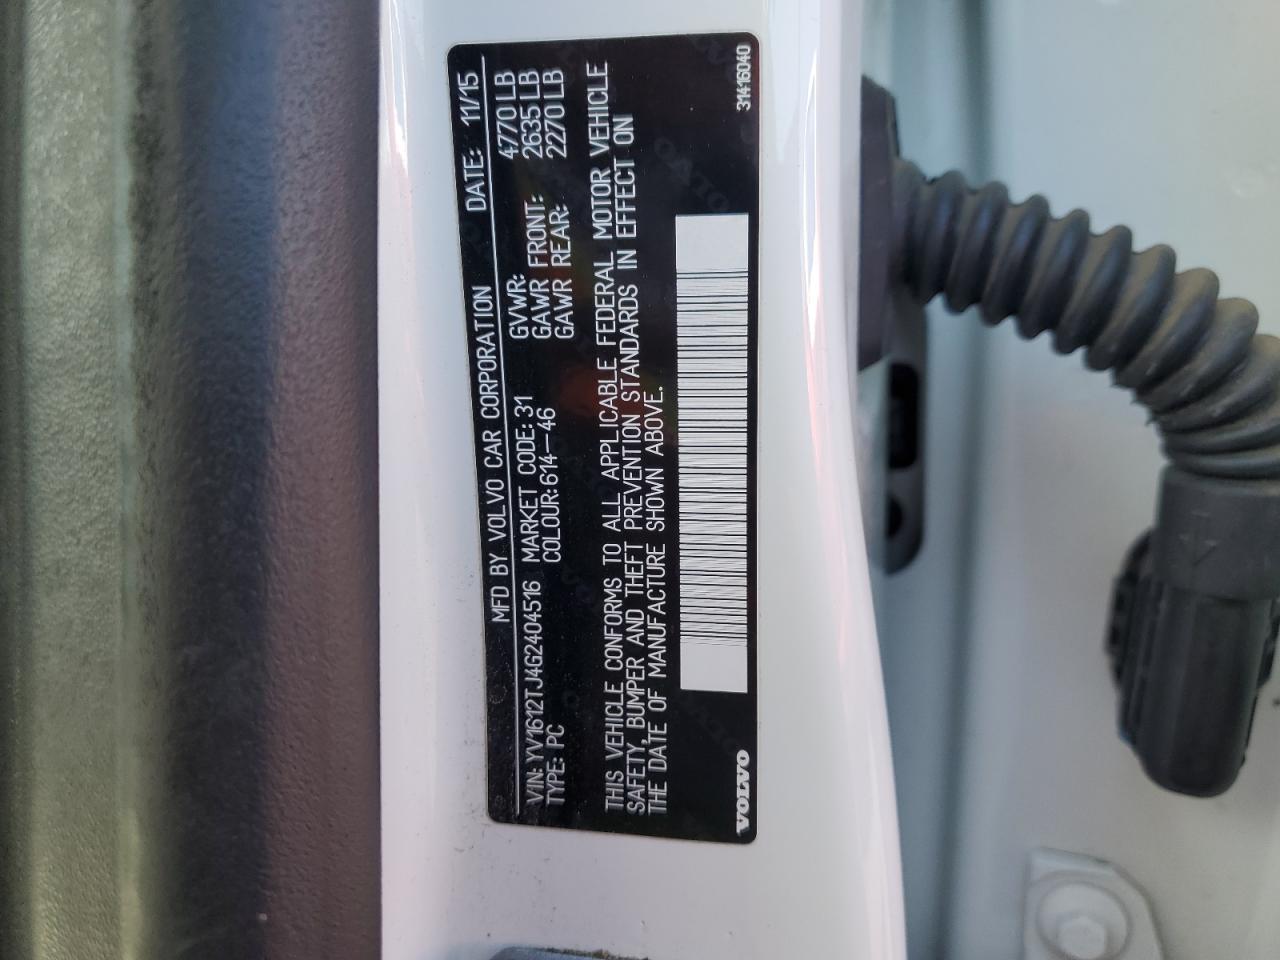 MFD BY VOLVO CAR CORPORATION DATE: 11/15
VIN: YV1612TJ4G2404516 MARKET CODE: 31 GVWR: 4770 LB
TYPE: PC COLOUR: 614-46 GAWR FRONT: 2635 LB
GAWR REAR: 2270 LB
THIS VEHICLE CONFORMS TO ALL APPLICABLE FEDERAL MOTOR VEHICLE
SAFETY, BUMPER AND THEFT PREVENTION STANDARDS IN EFFECT ON
THE DATE OF MANUFACTURE SHOWN ABOVE.
VOLVO 31416040